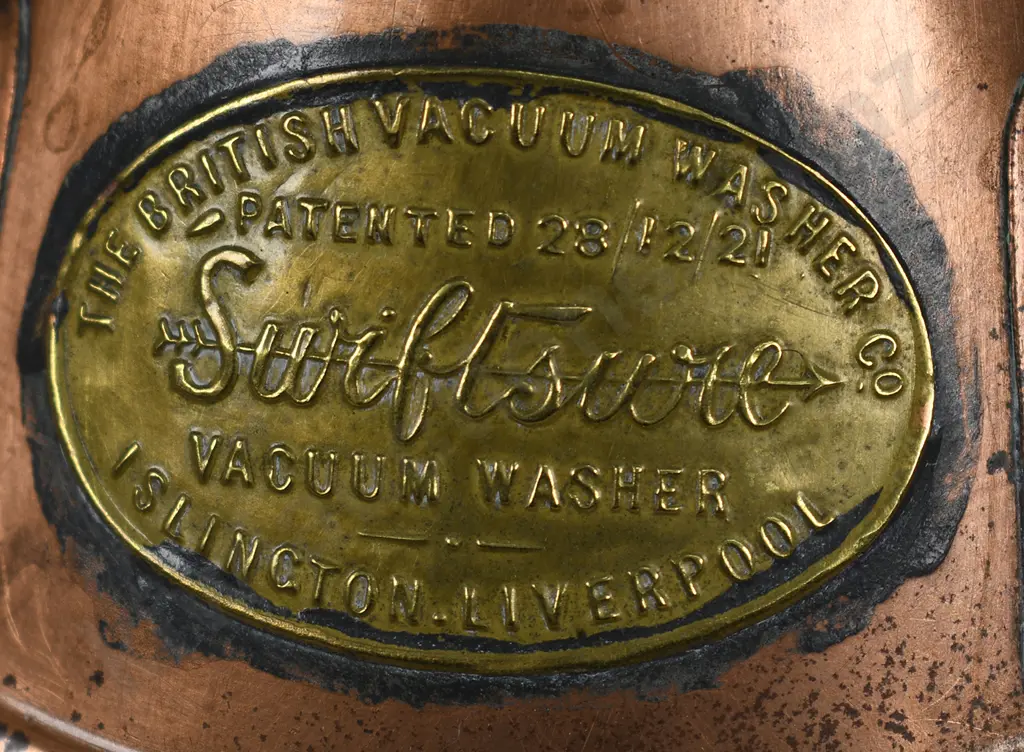 THE BRITISH VACUUM WASHER CO.
PATENTED 28/12/21
Swiftsure
VACUUM WASHER
ISLINGTON. LIVERPOOL